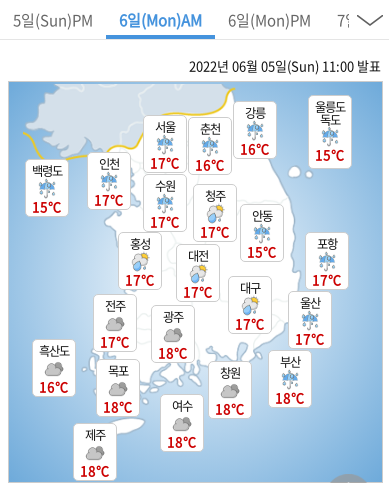 5일(Sun)PM
6일(Mon)AM
6일(Mon)PM
2022년 06월 05일(Sun) 11:00 발표
강릉
16℃
울릉도
독도
15℃
서울
17℃
춘천
16℃
백령도
15℃
인천
17℃
수원
17℃
청주
17℃
안동
15℃
홍성
17℃
대전
17℃
포항
17℃
대구
17℃
울산
17℃
전주
17℃
광주
18℃
흑산도
16℃
목포
18℃
창원
18℃
부산
18℃
여수
18℃
제주
18℃